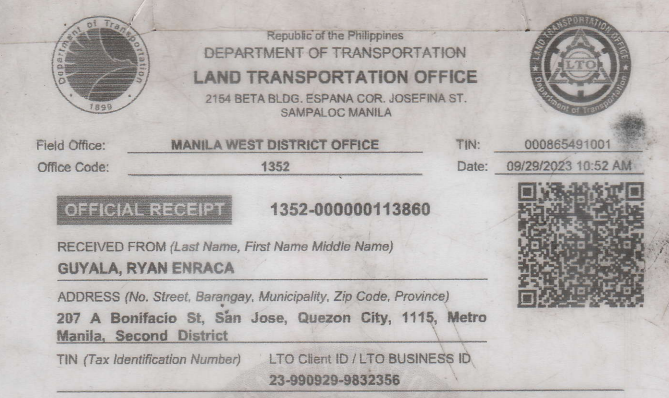 Republic of the Philippines
DEPARTMENT OF TRANSPORTATION
LAND TRANSPORTATION OFFICE
2154 BETA BLDG. ESPANA COR. JOSEFINA ST.
SAMPALOC MANILA
Department of Transportation
1899
LAND TRANSPORTATION OFFICE
LTO
Department of Transportation
Field Office: MANILA WEST DISTRICT OFFICE TIN: 000865491001
Office Code: 1352 Date: 09/29/2023 10:52 AM
OFFICIAL RECEIPT 1352-000000113860
RECEIVED FROM (Last Name, First Name Middle Name)
GUYALA, RYAN ENRACA
ADDRESS (No. Street, Barangay, Municipality, Zip Code, Province)
207 A Bonifacio St, San Jose, Quezon City, 1115, Metro
Manila, Second District
TIN (Tax Identification Number) LTO Client ID / LTO BUSINESS ID
23-990929-9832356